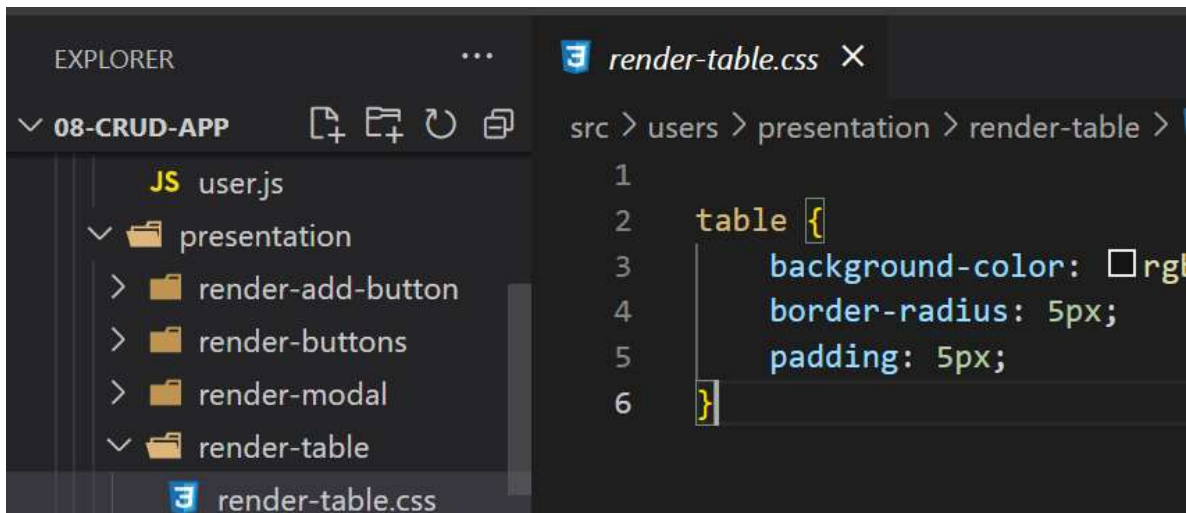 EXPLORER ...
08-CRUD-APP
JS user.js
presentation
render-add-button
render-buttons
render-modal
render-table
render-table.css
render-table.css ×
src > users > presentation > render-table >
1
2 table {
3 background-color: rgb
4 border-radius: 5px;
5 padding: 5px;
6 }